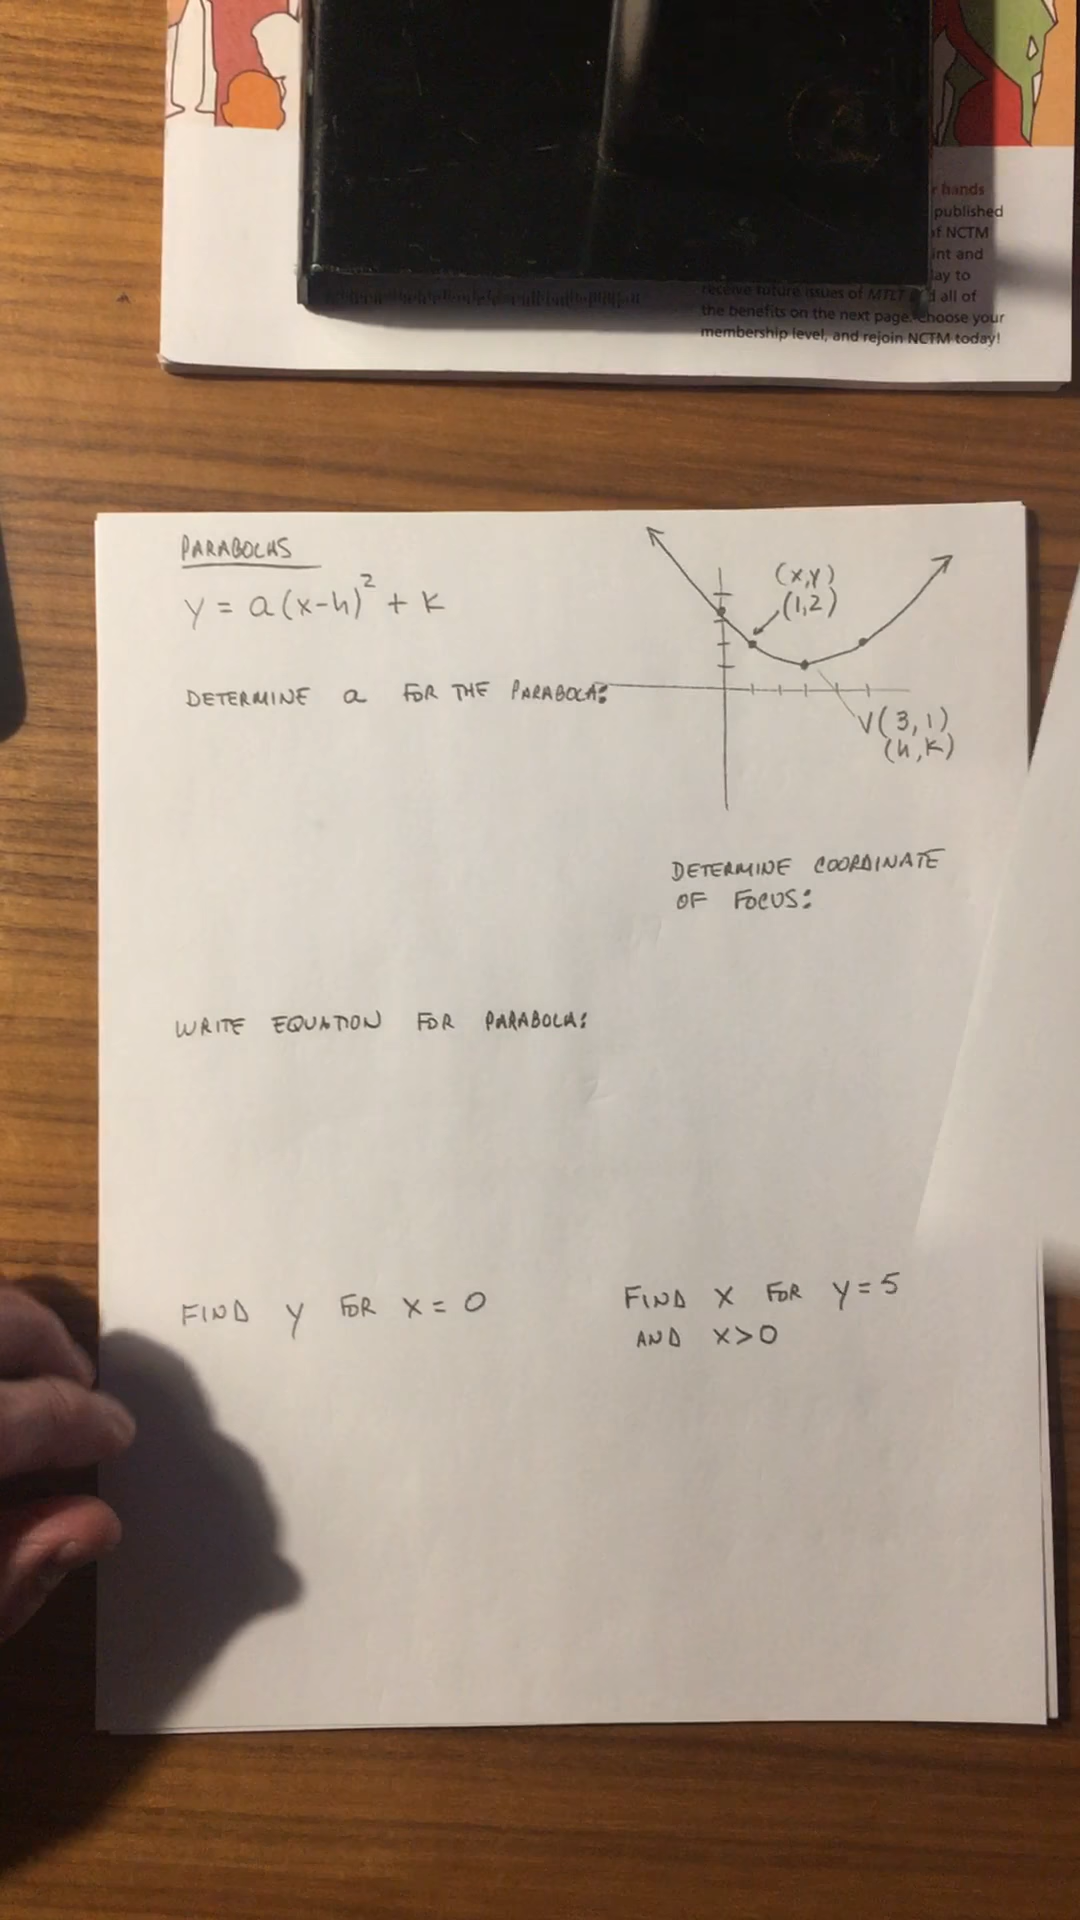 r hands
published
of NCTM
int and
lay to
receive future issues of MTLT all of
the benefits on the next page. Choose your
membership level, and rejoin NCTM today!
PARABOLAS
y = a(x-h)² + k
(x,y)
(1,2)
DETERMINE a FOR THE PARABOLA:
V(3,1)
(h,k)
DETERMINE COORDINATE
OF FOCUS:
WRITE EQUATION FOR PARABOLA:
FIND y FOR x = 0
FIND x FOR y = 5
AND x > 0